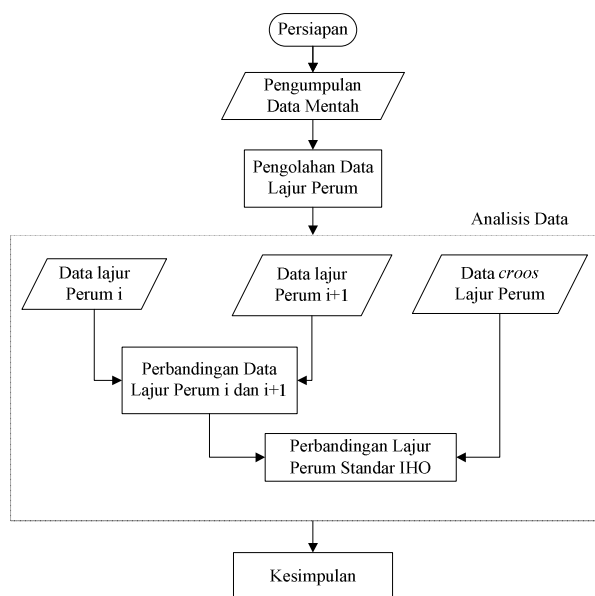 Persiapan
Pengumpulan
Data Mentah
Pengolahan Data
Lajur Perum
Analisis Data
Data lajur
Perum i
Data lajur
Perum i+1
Data croos
Lajur Perum
Perbandingan Data
Lajur Perum i dan i+1
Perbandingan Lajur
Perum Standar IHO
Kesimpulan